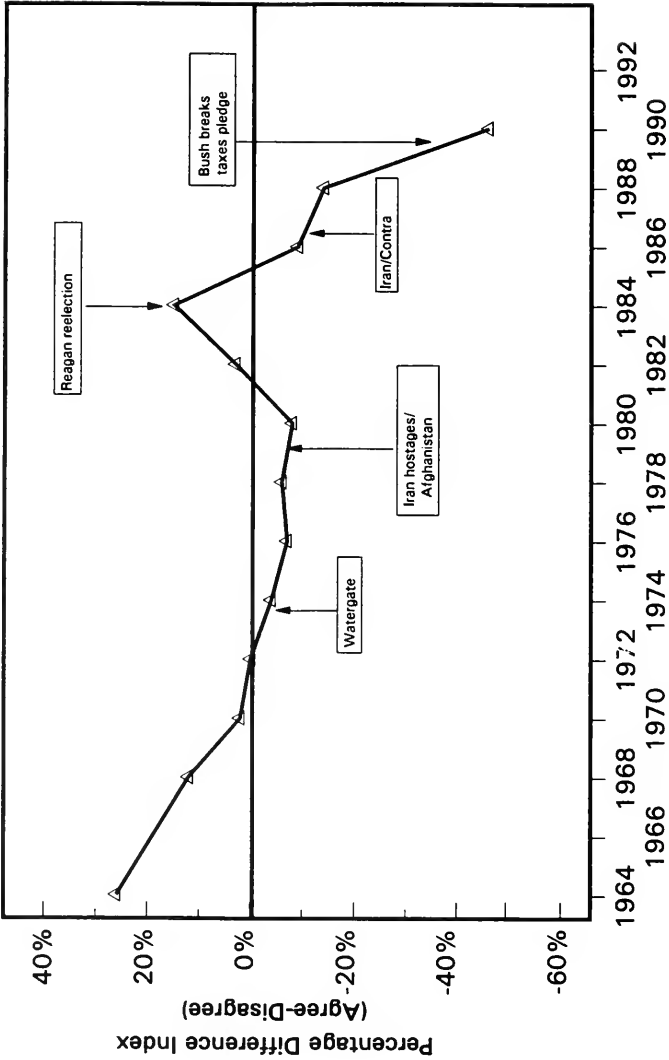 Percentage Difference Index
(Agree-Disagree)
40%
20%
0%
-20%
-40%
-60%
Reagan reelection
Bush breaks
taxes pledge
Watergate
Iran hostages/
Afghanistan
Iran/Contra
1964
1966
1968
1970
1972
1974
1976
1978
1980
1982
1984
1986
1988
1990
1992